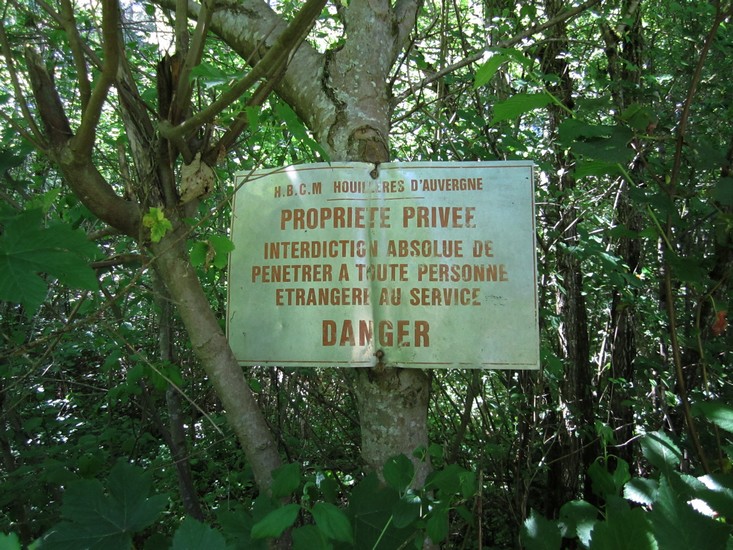 H.B.C.M HOUILLERES D'AUVERGNE
PROPRIETE PRIVEE
INTERDICTION ABSOLUE DE
PENETRER A TOUTE PERSONNE
ETRANGERE AU SERVICE
DANGER